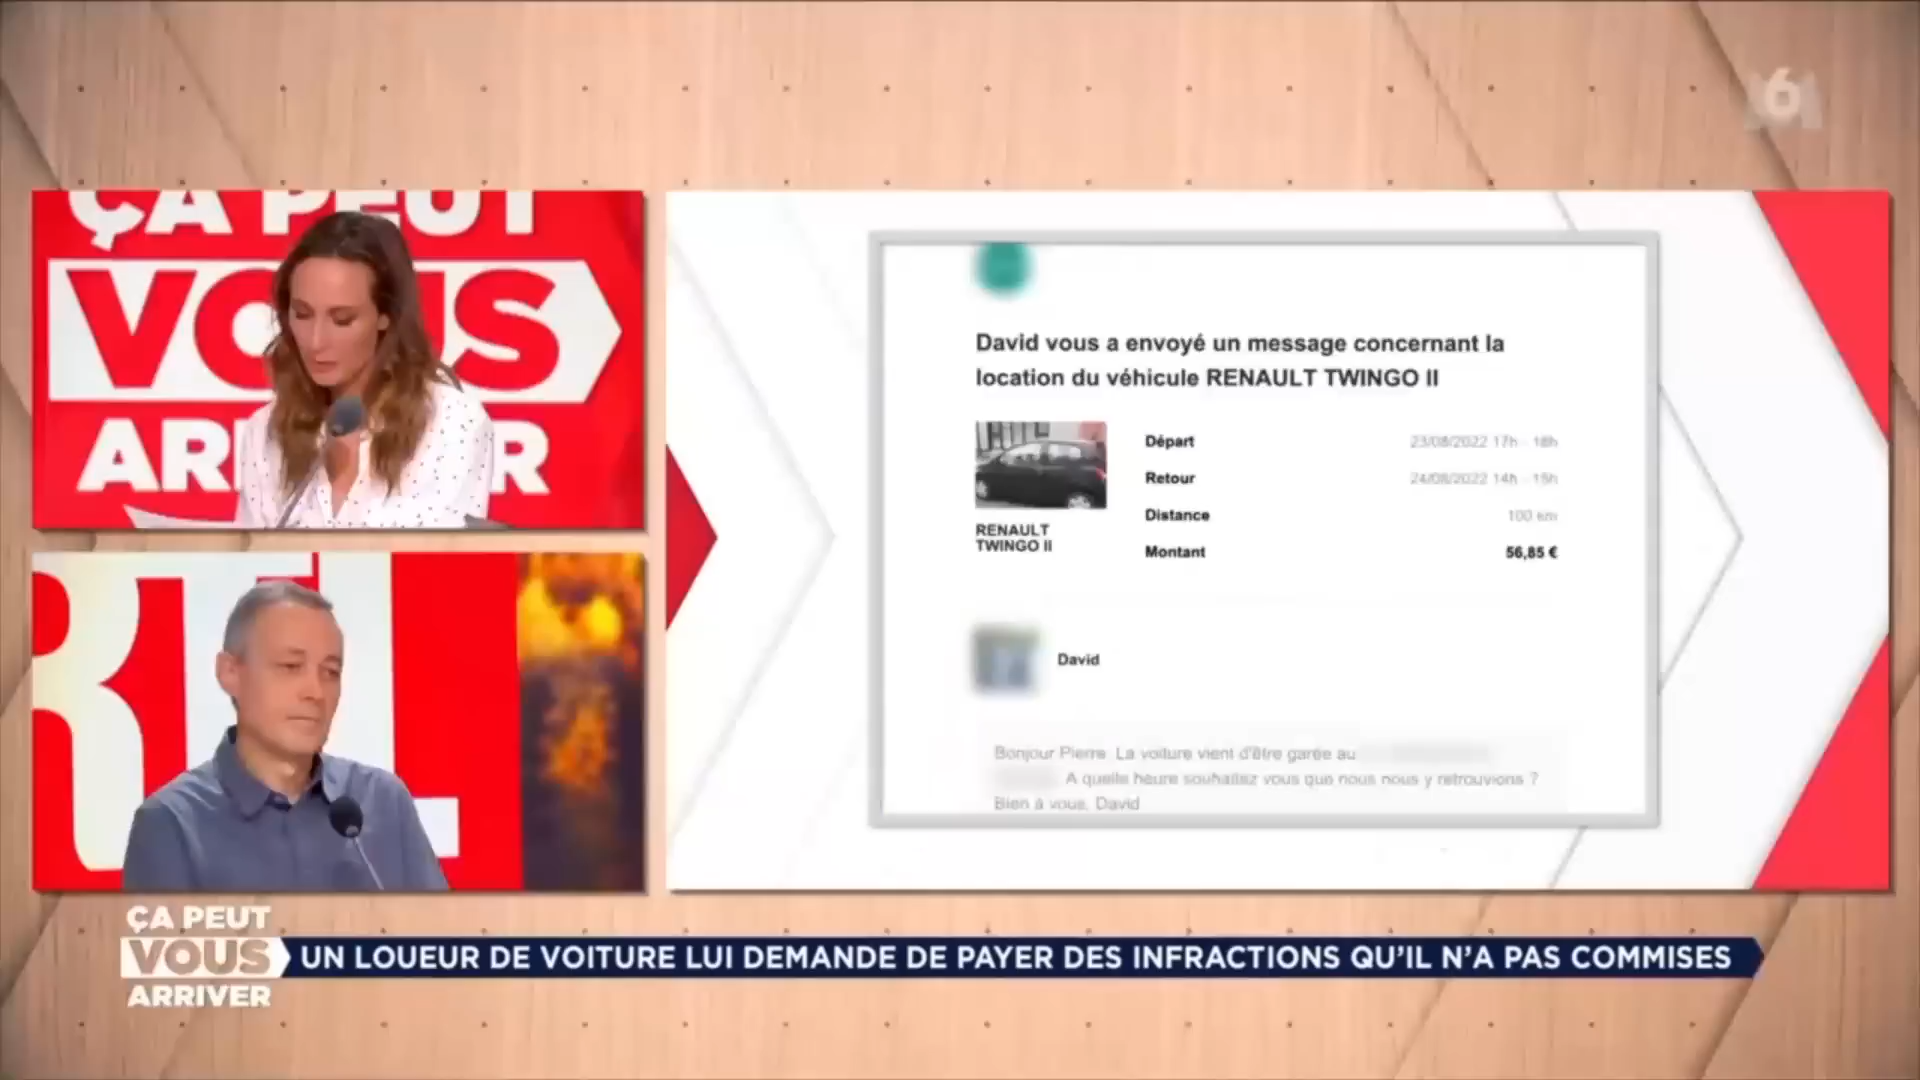 M6
ÇA PEUT
VOUS
ARRIVER
RTL
David vous a envoyé un message concernant la
location du véhicule RENAULT TWINGO II
RENAULT
TWINGO II
Départ 23/08/2022 17h - 18h
Retour 24/08/2022 14h - 15h
Distance 100 km
Montant 56,85 €
David
Bonjour Pierre. La voiture vient d'être garée au
A quelle heure souhaitez vous que nous nous y retrouvions ?
Bien à vous, David
ÇA PEUT
VOUS
ARRIVER
UN LOUEUR DE VOITURE LUI DEMANDE DE PAYER DES INFRACTIONS QU'IL N'A PAS COMMISES